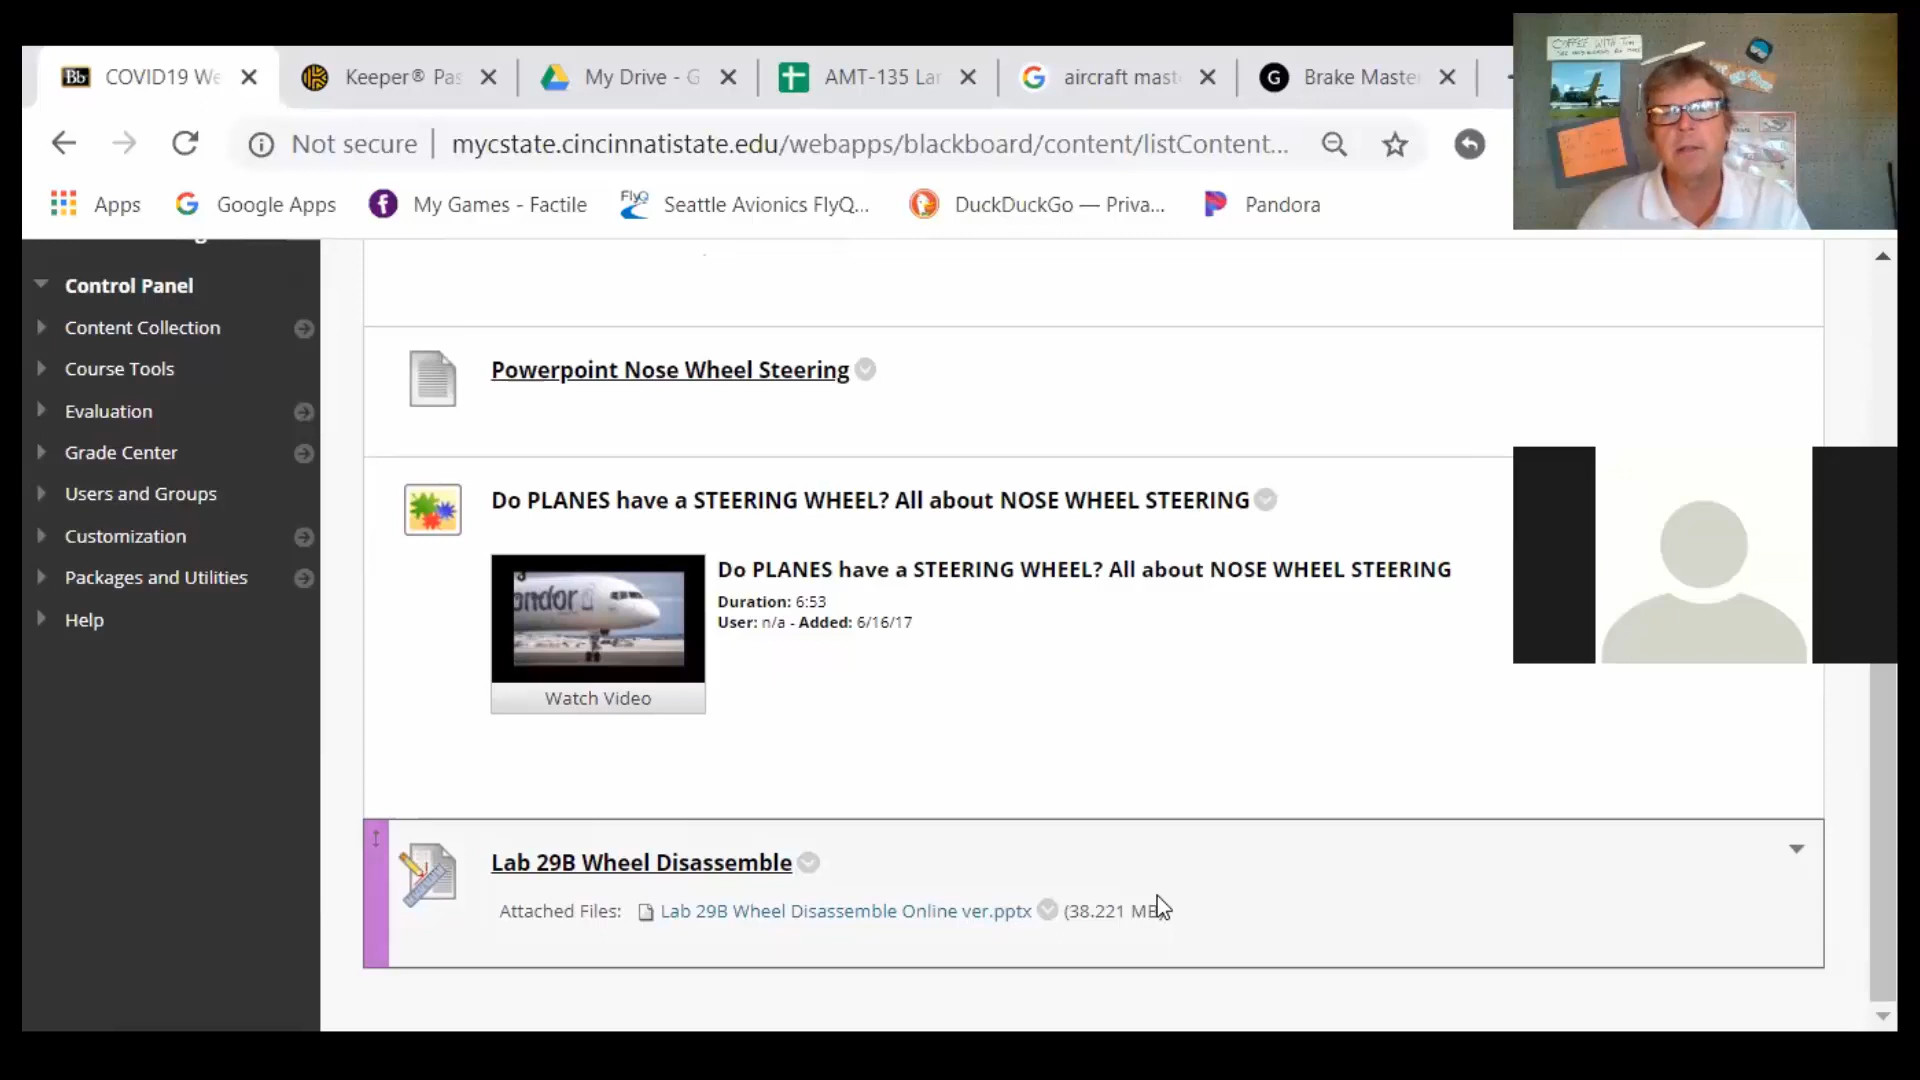 COVID19 We
Keeper® Pas
My Drive - G
AMT-135 Lar
aircraft mast
Brake Maste
COFFEE WITH TIM
Not secure
mycstate.cincinnatistate.edu/webapps/blackboard/content/listContent...
Apps
Google Apps
My Games - Factile
FlyQ
Seattle Avionics FlyQ...
DuckDuckGo — Priva...
Pandora
Control Panel
Content Collection
Course Tools
Evaluation
Grade Center
Users and Groups
Customization
Packages and Utilities
Help
Powerpoint Nose Wheel Steering
Do PLANES have a STEERING WHEEL? All about NOSE WHEEL STEERING
Do PLANES have a STEERING WHEEL? All about NOSE WHEEL STEERING
Duration: 6:53
User: n/a - Added: 6/16/17
ondor
Watch Video
Lab 29B Wheel Disassemble
Attached Files: Lab 29B Wheel Disassemble Online ver.pptx (38.221 MB)